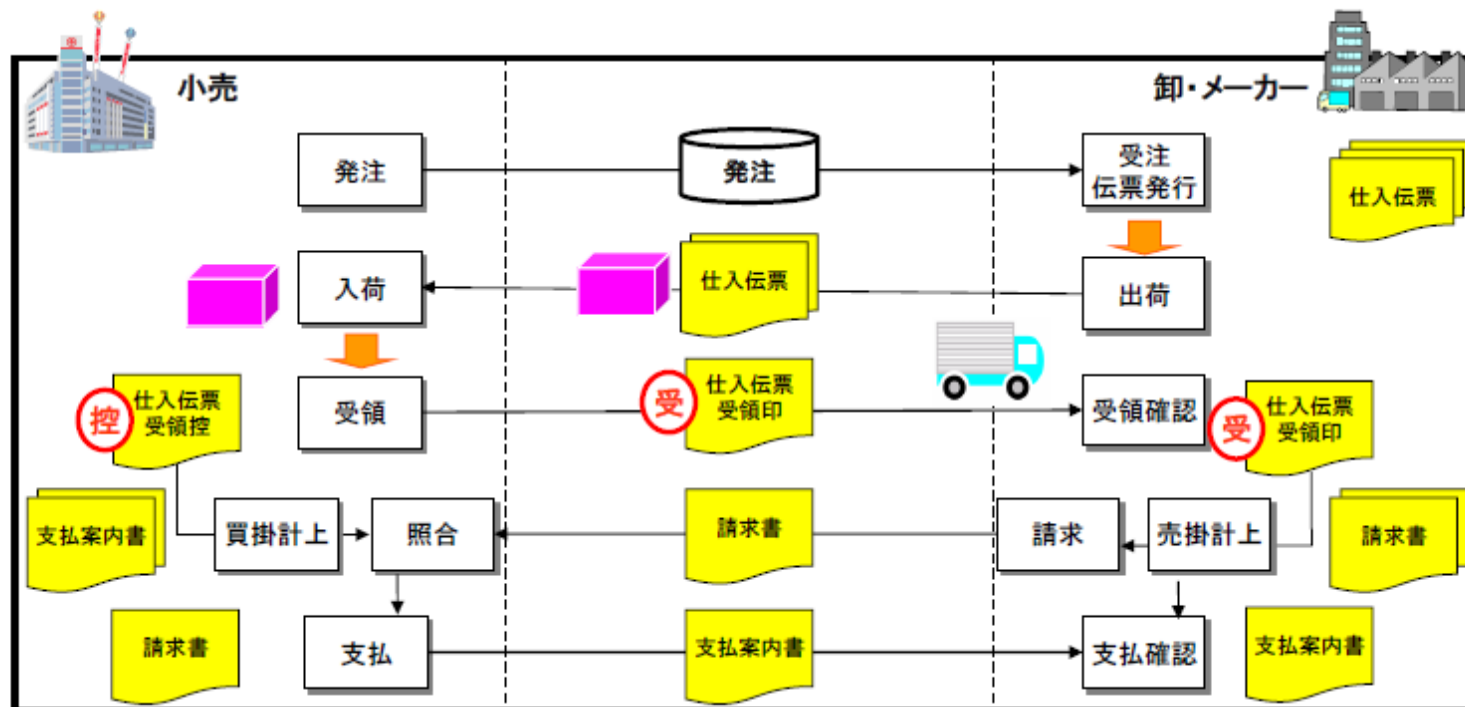 小売
卸・メーカー
発注
発注
受注
伝票発行
仕入伝票
入荷
仕入伝票
出荷
控
仕入伝票
受領控
受領
受
仕入伝票
受領印
受領確認
受
仕入伝票
受領印
支払案内書
買掛計上
照合
請求書
請求
売掛計上
請求書
請求書
支払
支払案内書
支払確認
支払案内書